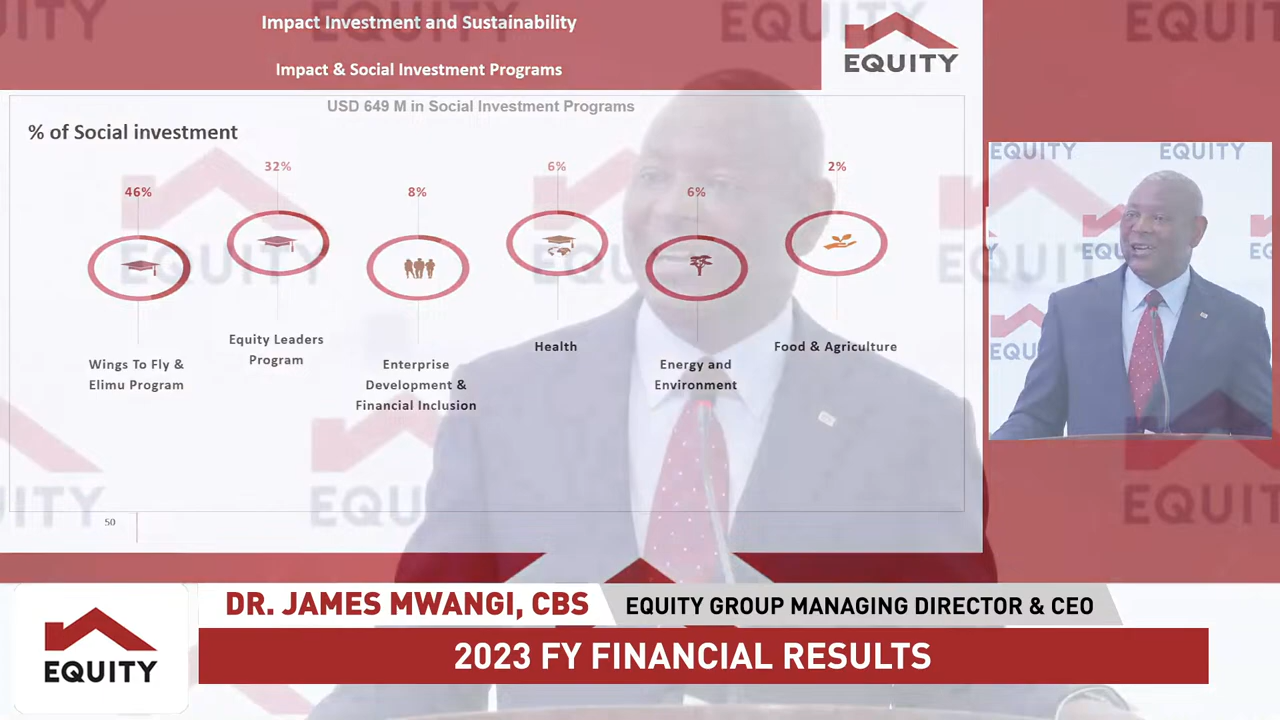 Impact Investment and Sustainability
Impact & Social Investment Programs
EQUITY
USD 649 M in Social Investment Programs
% of Social investment
46%
32%
8%
6%
6%
2%
Wings To Fly &
Elimu Program
Equity Leaders
Program
Enterprise
Development &
Financial Inclusion
Health
Energy and
Environment
Food & Agriculture
50
EQUITY
EQUITY
EQUITY
DR. JAMES MWANGI, CBS
EQUITY GROUP MANAGING DIRECTOR & CEO
2023 FY FINANCIAL RESULTS